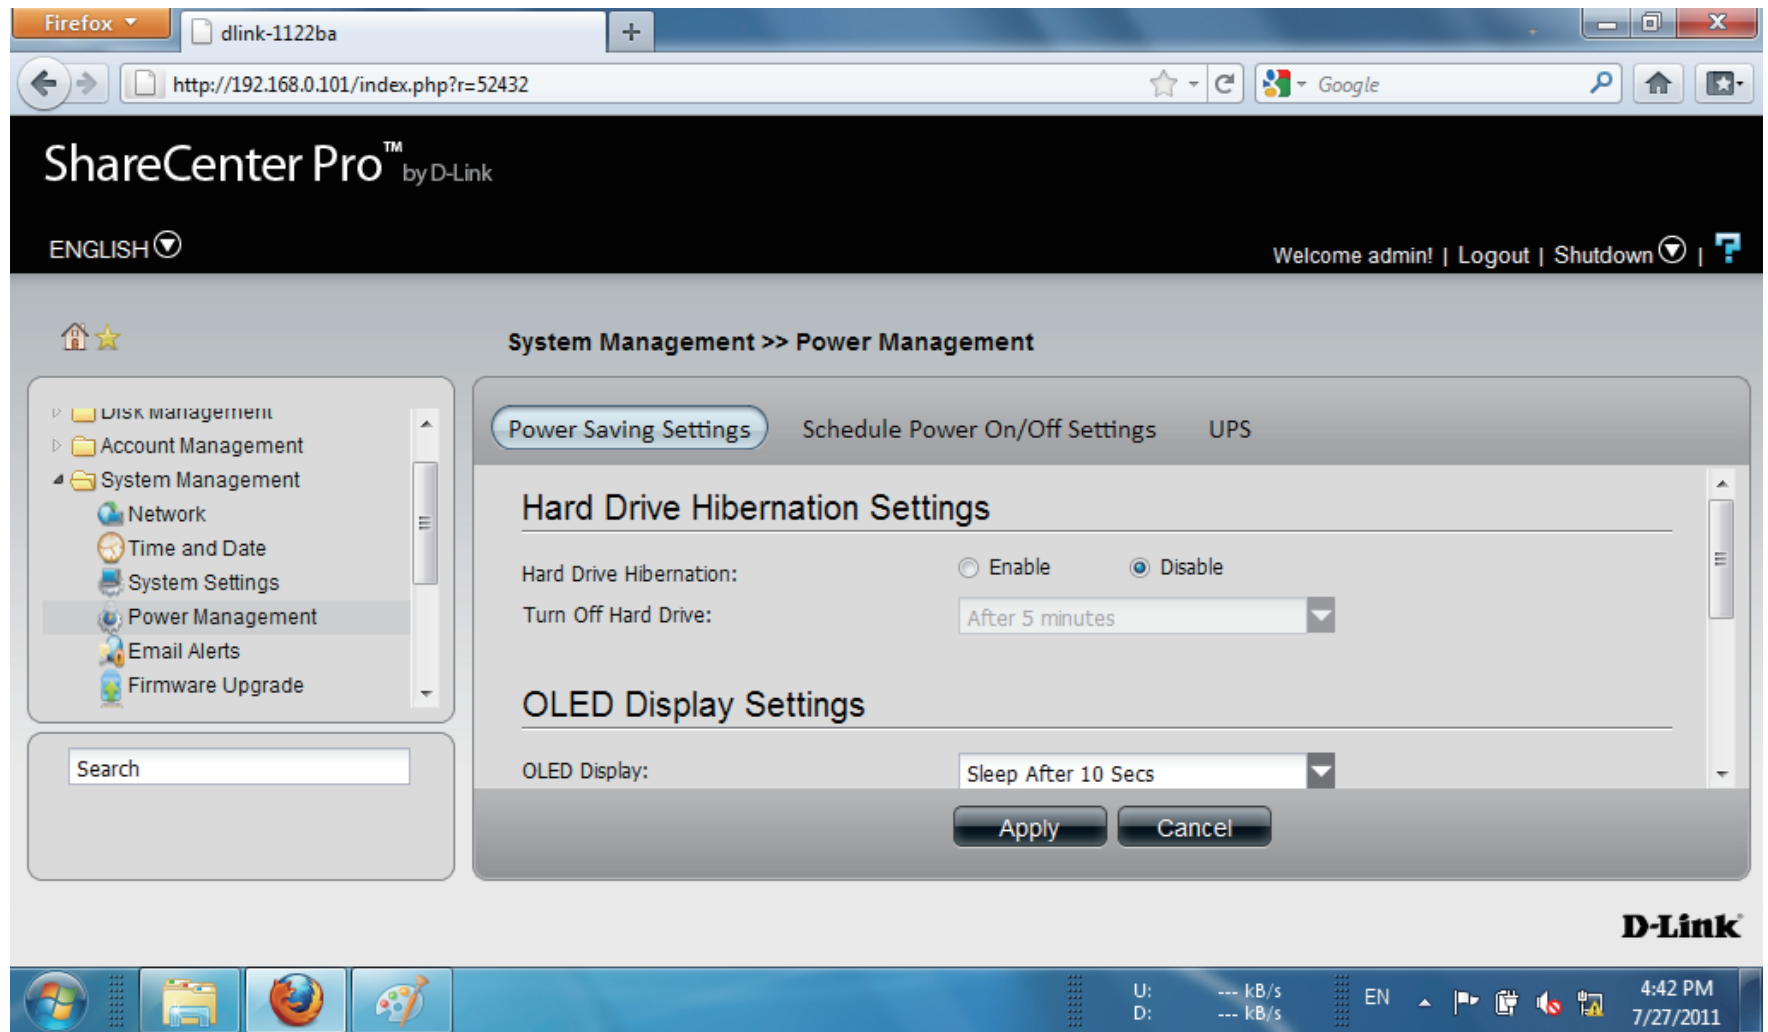 Firefox
dlink-1122ba
http://192.168.0.101/index.php?r=52432
Google
ShareCenter Pro™ by D-Link
ENGLISH
Welcome admin! | Logout | Shutdown | ?
System Management >> Power Management
Disk Management
Account Management
System Management
Network
Time and Date
System Settings
Power Management
Email Alerts
Firmware Upgrade
Search
Power Saving Settings Schedule Power On/Off Settings UPS
Hard Drive Hibernation Settings
Hard Drive Hibernation: Enable Disable
Turn Off Hard Drive: After 5 minutes
OLED Display Settings
OLED Display: Sleep After 10 Secs
Apply Cancel
D-Link
U: --- kB/s
D: --- kB/s
EN
4:42 PM
7/27/2011